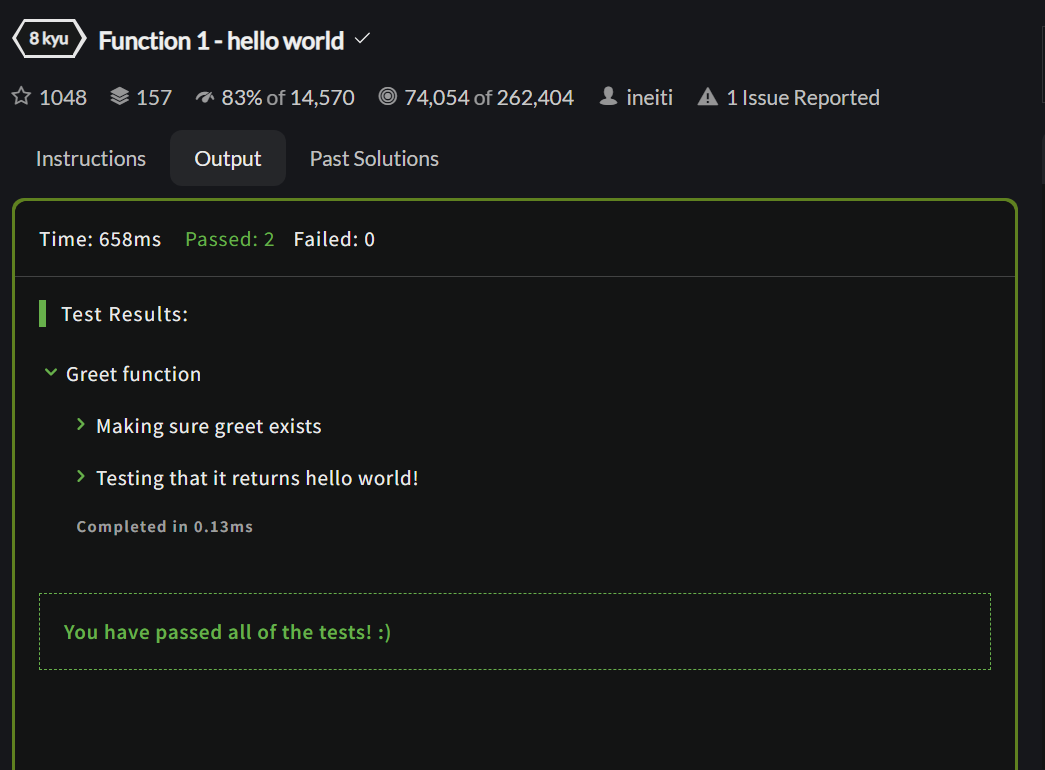 8 kyu Function 1 - hello world
1048 157 83% of 14,570 74,054 of 262,404 ineiti 1 Issue Reported
Instructions Output Past Solutions
Time: 658ms Passed: 2 Failed: 0
Test Results:
Greet function
Making sure greet exists
Testing that it returns hello world!
Completed in 0.13ms
You have passed all of the tests! :)